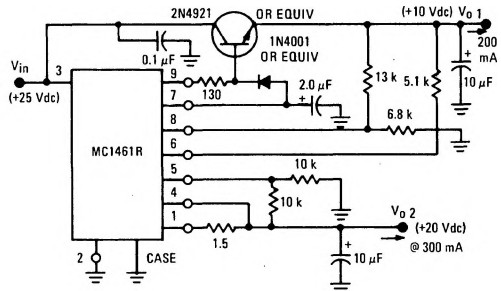 2N4921
OR EQUIV
(+10 Vdc) Vo 1
200 mA
0.1 μF
1N4001
OR EQUIV
Vin
(+25 Vdc)
3
9
130
2.0 μF
+
13 k
5.1 k
+
10 μF
7
8
6.8 k
MC1461R
6
5
10 k
4
10 k
1
1.5
Vo 2
(+20 Vdc)
@ 300 mA
+
10 μF
2
CASE